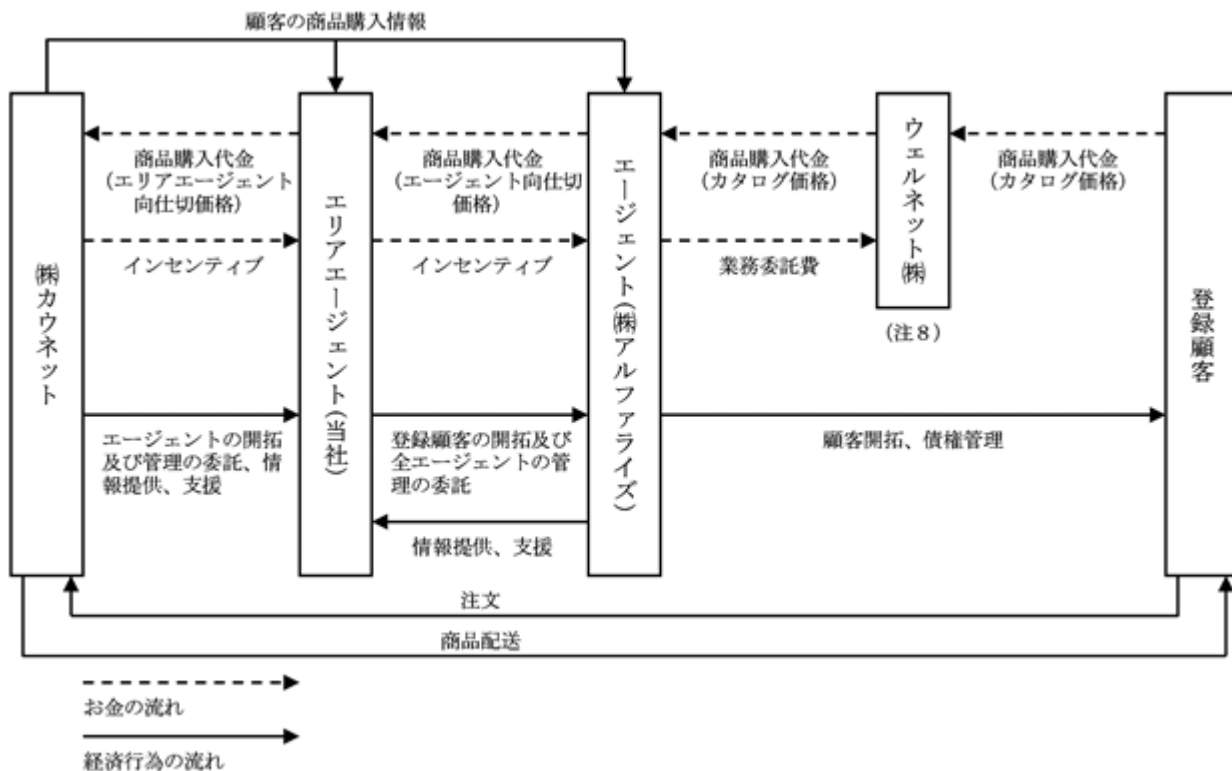 顧客の商品購入情報
㈱カウネット
エリアエージェント(当社)
エージェント(㈱アルファライズ)
ウェルネット㈱
(注8)
登録顧客
商品購入代金
(エリアエージェント
向仕切価格)
商品購入代金
(エージェント向仕切
価格)
商品購入代金
(カタログ価格)
商品購入代金
(カタログ価格)
インセンティブ
インセンティブ
業務委託費
エージェントの開拓
及び管理の委託、情
報提供、支援
登録顧客の開拓及び
全エージェントの管
理の委託
顧客開拓、債権管理
情報提供、支援
注文
商品配送
お金の流れ
経済行為の流れ